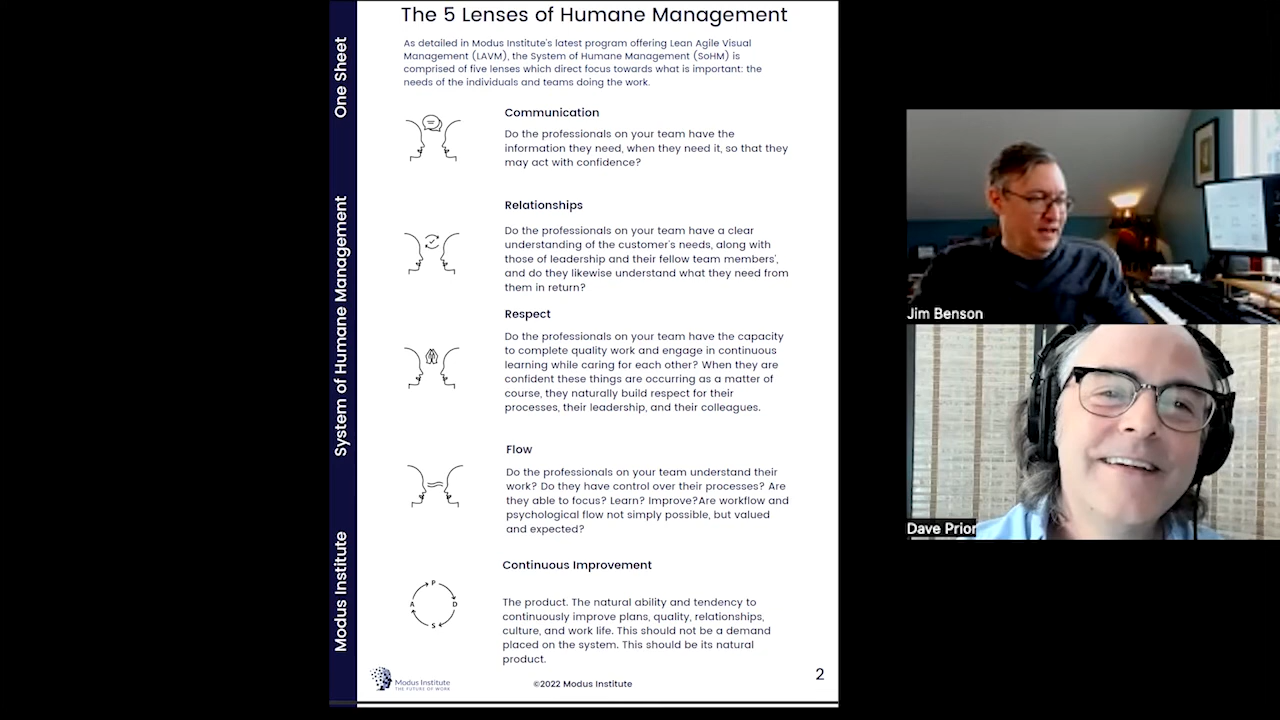 The 5 Lenses of Humane Management
As detailed in Modus Institute's latest program offering Lean Agile Visual
Management (LAVM), the System of Humane Management (SoHM) is
comprised of five lenses which direct focus towards what is important: the
needs of the individuals and teams doing the work.
Communication
Do the professionals on your team have the
information they need, when they need it, so that they
may act with confidence?
Relationships
Do the professionals on your team have a clear
understanding of the customer's needs, along with
those of leadership and their fellow team members',
and do they likewise understand what they need from
them in return?
Respect
Do the professionals on your team have the capacity
to complete quality work and engage in continuous
learning while caring for each other? When they are
confident these things are occurring as a matter of
course, they naturally build respect for their
processes, their leadership, and their colleagues.
Flow
Do the professionals on your team understand their
work? Do they have control over their processes? Are
they able to focus? Learn? Improve?Are workflow and
psychological flow not simply possible, but valued
and expected?
Continuous Improvement
P
A D
S
The product. The natural ability and tendency to
continuously improve plans, quality, relationships,
culture, and work life. This should not be a demand
placed on the system. This should be its natural
product.
Modus Institute
THE FUTURE OF WORK
©2022 Modus Institute
2
One Sheet
System of Humane Management
Modus Institute
Jim Benson
Dave Prior